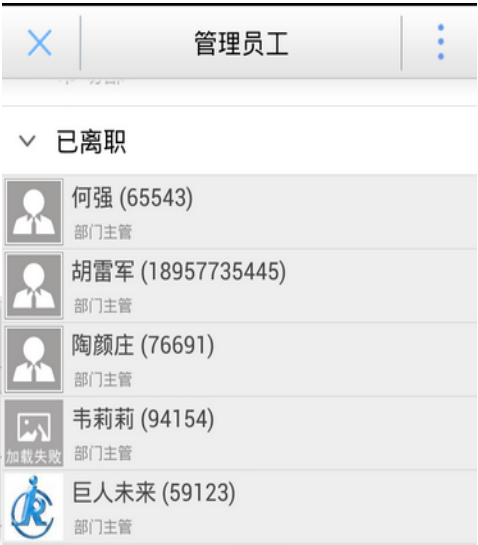 管理员工
已离职
何强 (65543)
部门主管
胡雷军 (18957735445)
部门主管
陶颜庄 (76691)
部门主管
韦莉莉 (94154)
加载失败
部门主管
巨人未来 (59123)
部门主管